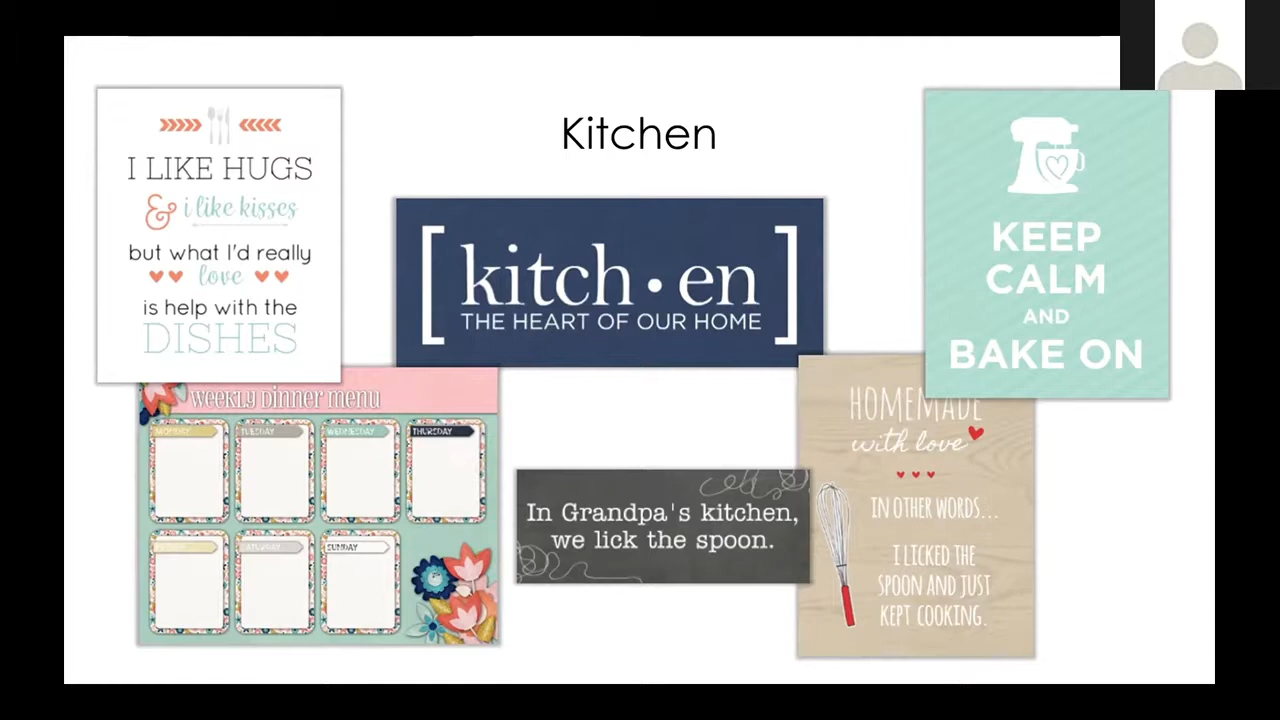 Kitchen
I LIKE HUGS
& i like kisses
but what I'd really
love
is help with the
DISHES
[kitch•en]
THE HEART OF OUR HOME
KEEP
CALM
AND
BAKE ON
weekly dinner menu
MONDAY
TUESDAY
WEDNESDAY
THURSDAY
SATURDAY
SUNDAY
In Grandpa's kitchen,
we lick the spoon.
HOMEMADE
with love
IN OTHER WORDS...
I LICKED THE
SPOON AND JUST
KEPT COOKING.